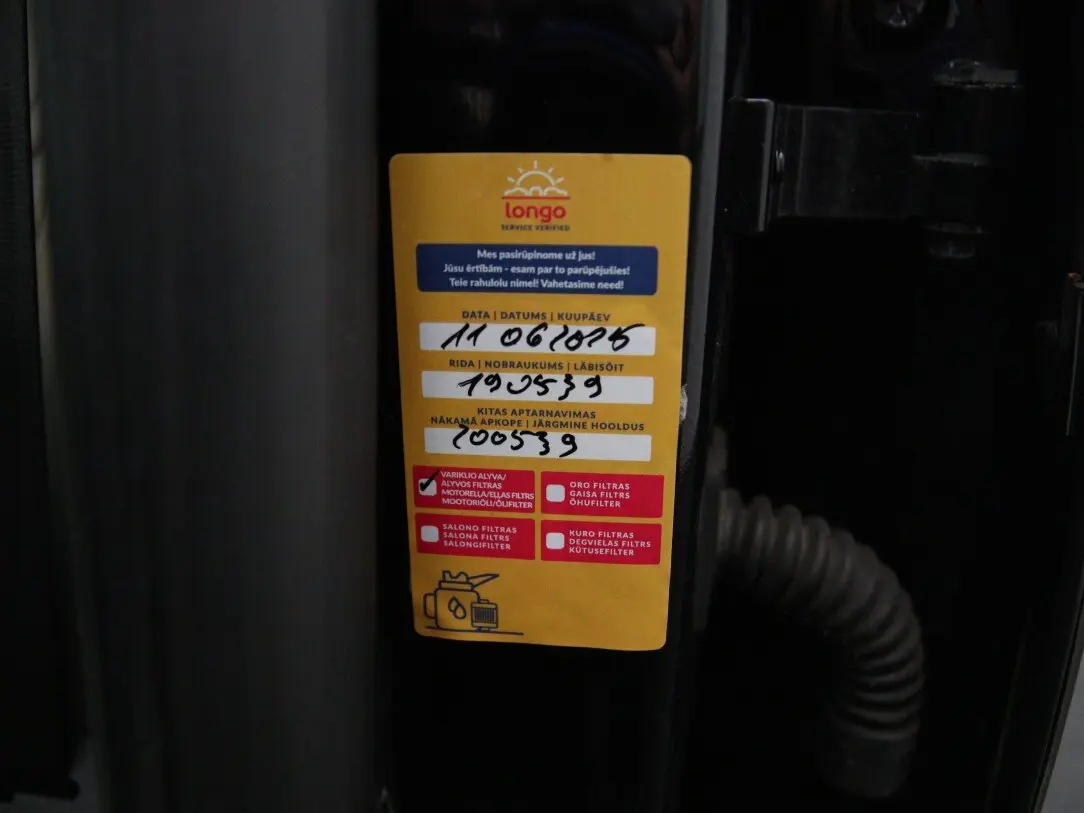 longo
SERVICE VERIFIED
Mes pasirūpinome už jus!
Jūsu ērtībām - esam par to parūpējušies!
Teie rahulolu nimel! Vahetasime need!
DATA | DATUMS | KUUPÄEV
11 06 2025
RIDA | NOBRAUKUMS | LÄBISÕIT
190539
KITAS APTARNAVIMAS
NĀKAMĀ APKOPE | JÄRGMINE HOOLDUS
200539
VARIKLIO ALYVA/
ALYVOS FILTRAS
MOTOREĻĻA/EĻĻAS FILTRS
MOOTORIÕLI/ÕLIFILTER
ORO FILTRAS
GAISA FILTRS
ÕHUFILTER
SALONO FILTRAS
SALONA FILTRS
SALONGIFILTER
KURO FILTRAS
DEGVIELAS FILTRS
KÜTUSEFILTER